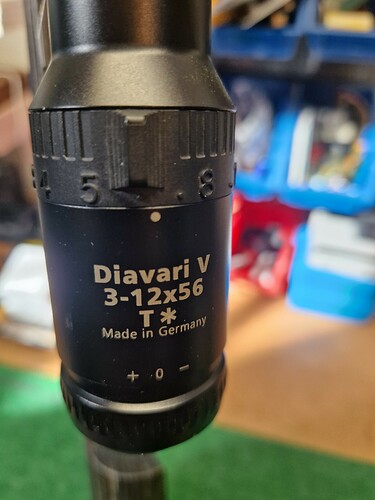 4 5 . 8
Diavari V
3-12x56
T*
Made in Germany
+ 0 -